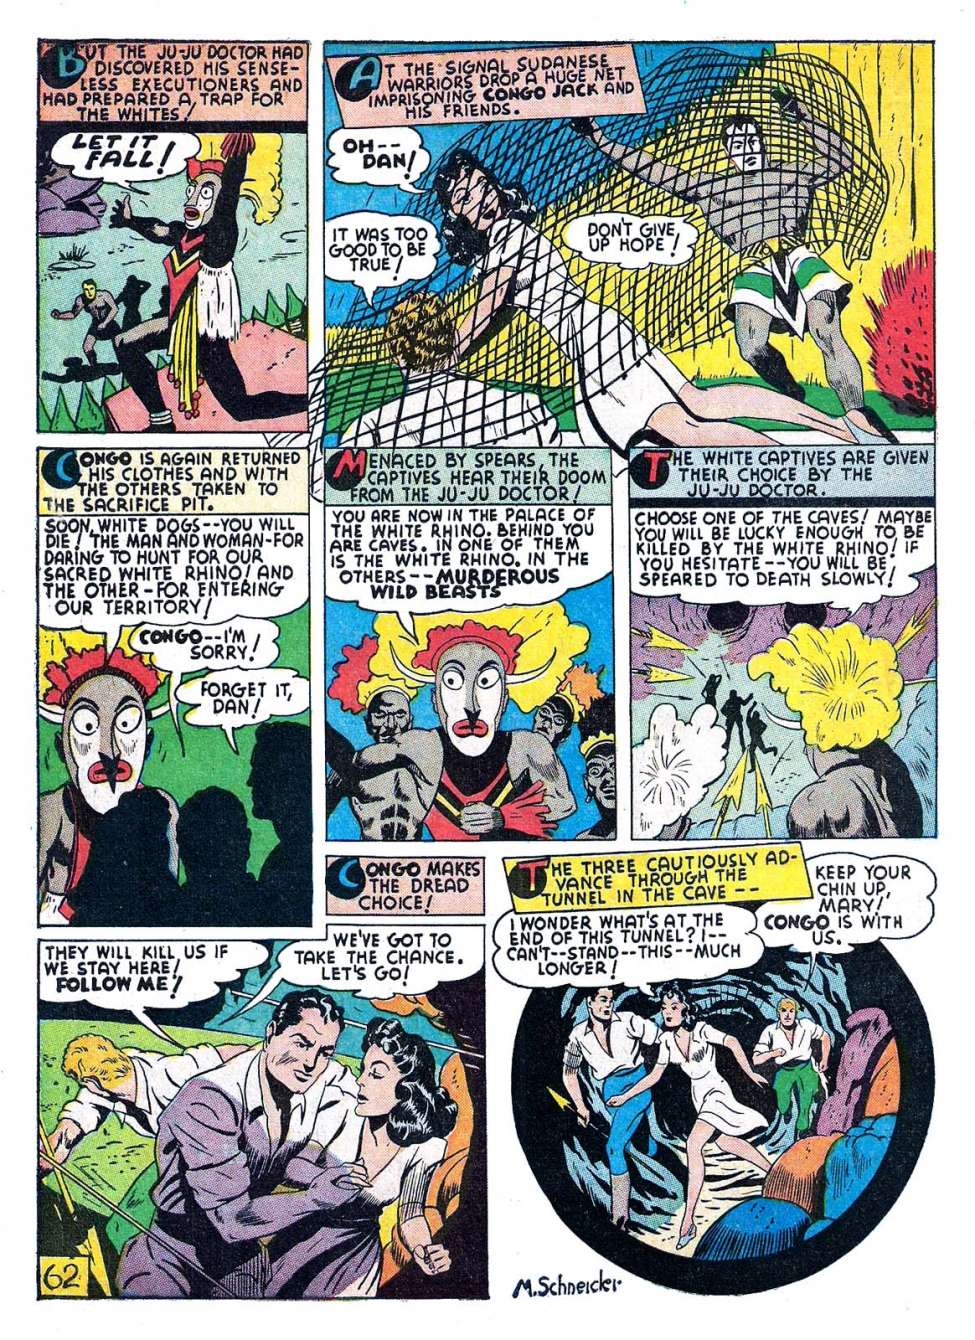 BUT THE JU-JU DOCTOR HAD
DISCOVERED HIS SENSE-
LESS EXECUTIONERS AND
HAD PREPARED A TRAP FOR
THE WHITES!
LET IT
FALL!
AT THE SIGNAL SUDANESE
WARRIORS DROP A HUGE NET
IMPRISONING CONGO JACK AND
HIS FRIENDS.
OH--
DAN!
IT WAS TOO
GOOD TO BE
TRUE!
DON'T GIVE
UP HOPE!
CONGO IS AGAIN RETURNED
HIS CLOTHES AND WITH
THE OTHERS TAKEN TO
THE SACRIFICE PIT.
SOON, WHITE DOGS--YOU WILL
DIE! THE MAN AND WOMAN-FOR
DARING TO HUNT FOR OUR
SACRED WHITE RHINO! AND
THE OTHER-FOR ENTERING
OUR TERRITORY!
CONGO--I'M
SORRY!
FORGET IT,
DAN!
MENACED BY SPEARS, THE
CAPTIVES HEAR THEIR DOOM
FROM THE JU-JU DOCTOR!
YOU ARE NOW IN THE PALACE OF
THE WHITE RHINO. BEHIND YOU
ARE CAVES. IN ONE OF THEM
IS THE WHITE RHINO. IN THE
OTHERS -- MURDEROUS
WILD BEASTS
THE WHITE CAPTIVES ARE GIVEN
THEIR CHOICE BY THE
JU-JU DOCTOR.
CHOOSE ONE OF THE CAVES! MAYBE
YOU WILL BE LUCKY ENOUGH TO BE
KILLED BY THE WHITE RHINO! IF
YOU HESITATE--YOU WILL BE
SPEARED TO DEATH SLOWLY!
CONGO MAKES
THE DREAD
CHOICE!
THEY WILL KILL US IF
WE STAY HERE!
FOLLOW ME!
WE'VE GOT TO
TAKE THE CHANCE.
LET'S GO!
THE THREE CAUTIOUSLY AD-
VANCE THROUGH THE
TUNNEL IN THE CAVE --
I WONDER WHAT'S AT THE
END OF THIS TUNNEL? I--
CAN'T--STAND--THIS--MUCH
LONGER!
KEEP YOUR
CHIN UP,
MARY!
CONGO IS WITH
US.
62
M. Schneider